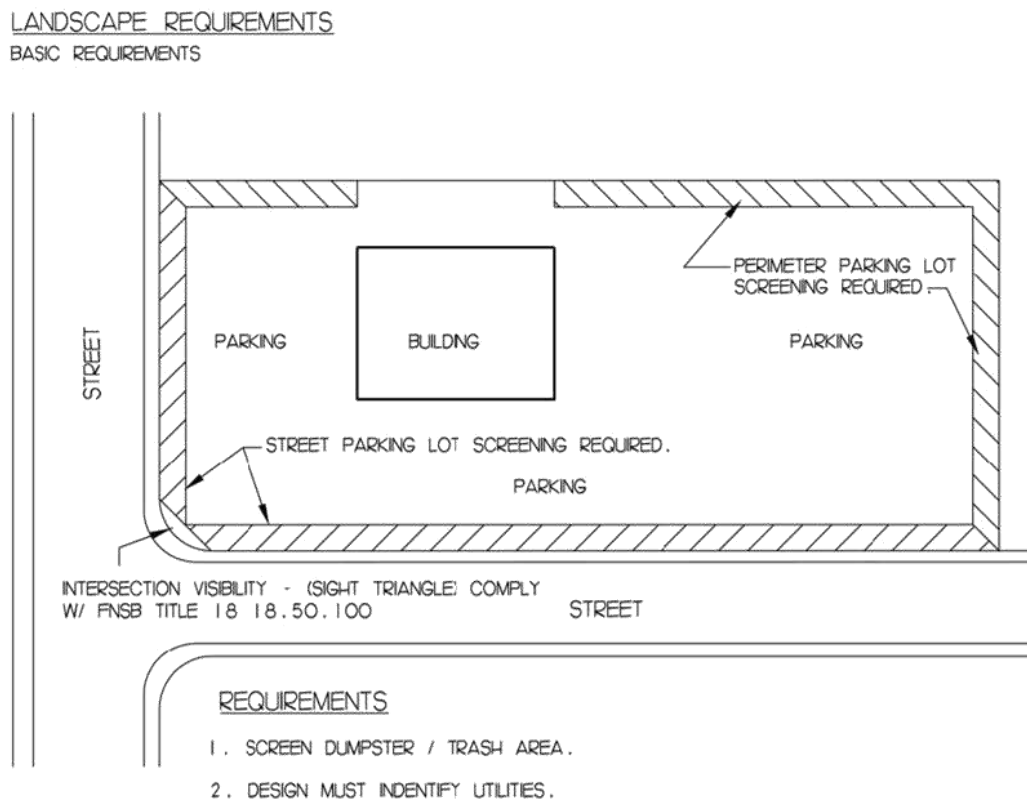 LANDSCAPE REQUIREMENTS
BASIC REQUIREMENTS
PERIMETER PARKING LOT
SCREENING REQUIRED.
STREET
PARKING
BUILDING
PARKING
STREET PARKING LOT SCREENING REQUIRED.
PARKING
INTERSECTION VISIBILITY - (SIGHT TRIANGLE) COMPLY
W/ FNSB TITLE 18 18.50.100
STREET
REQUIREMENTS
1. SCREEN DUMPSTER / TRASH AREA.
2. DESIGN MUST INDENTIFY UTILITIES.